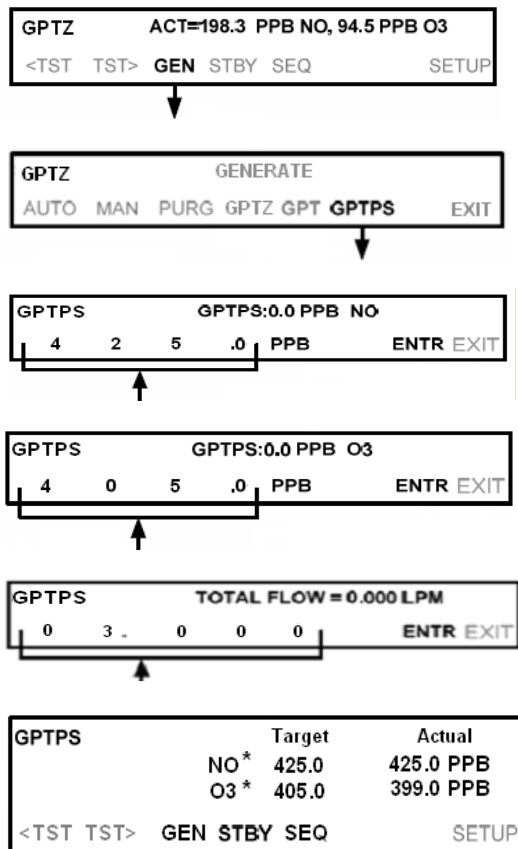 GPTZ ACT=198.3 PPB NO, 94.5 PPB O3
<TST TST> GEN STBY SEQ SETUP
GPTZ GENERATE
AUTO MAN PURG GPTZ GPT GPTPS EXIT
GPTPS GPTPS:0.0 PPB NO
4 2 5 .0 PPB ENTR EXIT
GPTPS GPTPS:0.0 PPB O3
4 0 5 .0 PPB ENTR EXIT
GPTPS TOTAL FLOW = 0.000 LPM
0 3 . 0 0 0 ENTR EXIT
GPTPS Target Actual
NO* 425.0 425.0 PPB
O3* 405.0 399.0 PPB
<TST TST> GEN STBY SEQ SETUP